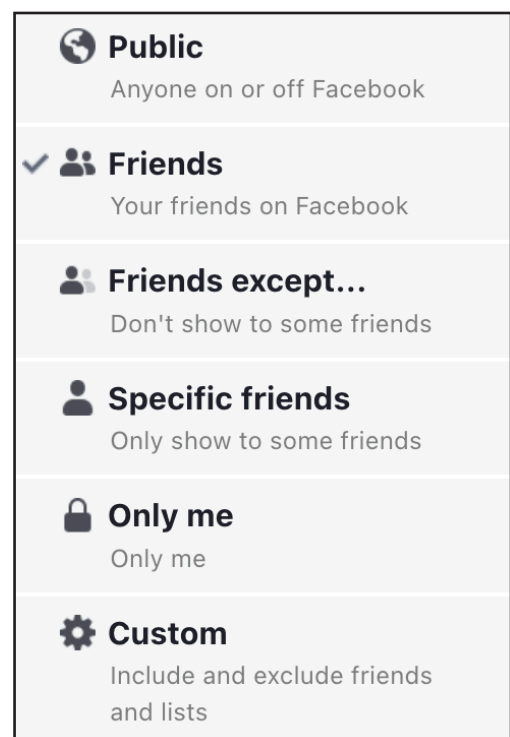 Public
Anyone on or off Facebook
Friends
Your friends on Facebook
Friends except...
Don't show to some friends
Specific friends
Only show to some friends
Only me
Only me
Custom
Include and exclude friends
and lists